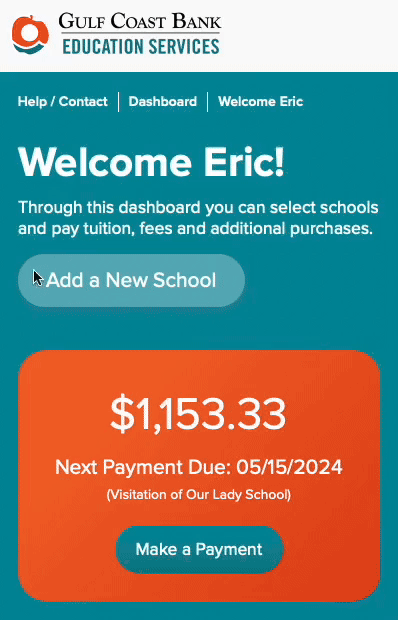 Gulf Coast Bank
EDUCATION SERVICES
Help / Contact
Dashboard
Welcome Eric
Welcome Eric!
Through this dashboard you can select schools
and pay tuition, fees and additional purchases.
Add a New School
$1,153.33
Next Payment Due: 05/15/2024
(Visitation of Our Lady School)
Make a Payment